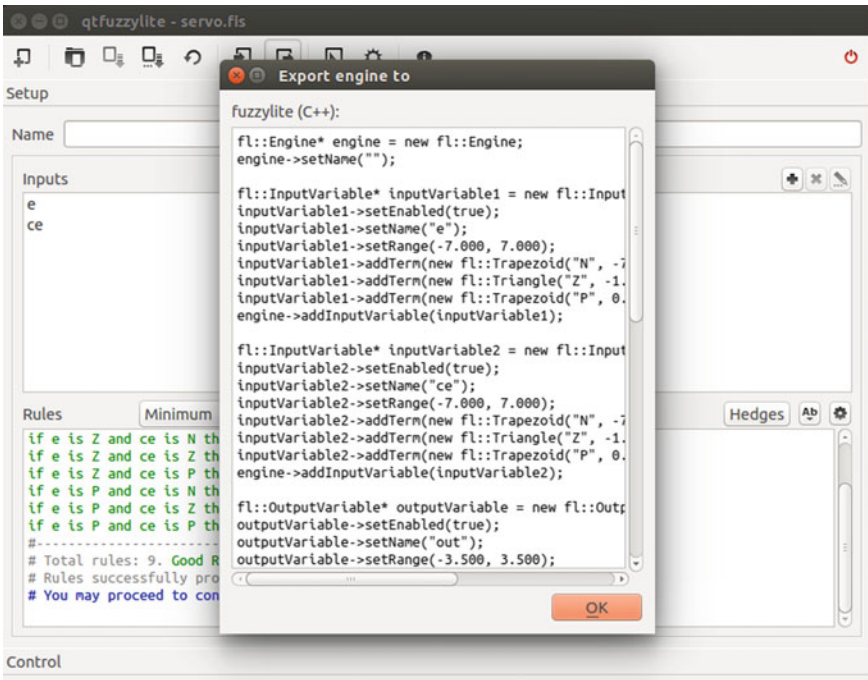 qtfuzzylite - servo.fis
Export engine to
Setup
fuzzylite (C++):
Name
fl::Engine* engine = new fl::Engine;
engine->setName("");
Inputs
e
ce
fl::InputVariable* inputVariable1 = new fl::Input
inputVariable1->setEnabled(true);
inputVariable1->setName("e");
inputVariable1->setRange(-7.000, 7.000);
inputVariable1->addTerm(new fl::Trapezoid("N", -7
inputVariable1->addTerm(new fl::Triangle("Z", -1.
inputVariable1->addTerm(new fl::Trapezoid("P", 0.
engine->addInputVariable(inputVariable1);
fl::InputVariable* inputVariable2 = new fl::Input
inputVariable2->setEnabled(true);
inputVariable2->setName("ce");
inputVariable2->setRange(-7.000, 7.000);
inputVariable2->addTerm(new fl::Trapezoid("N", -7
inputVariable2->addTerm(new fl::Triangle("Z", -1.
inputVariable2->addTerm(new fl::Trapezoid("P", 0.
engine->addInputVariable(inputVariable2);
fl::OutputVariable* outputVariable = new fl::Outp
outputVariable->setEnabled(true);
outputVariable->setName("out");
outputVariable->setRange(-3.500, 3.500);
OK
Rules Minimum Hedges Ab
if e is Z and ce is N th
if e is Z and ce is Z th
if e is Z and ce is P th
if e is P and ce is N th
if e is P and ce is Z th
if e is P and ce is P th
#-----------------------
# Total rules: 9. Good R
# Rules successfully pro
# You may proceed to con
Control